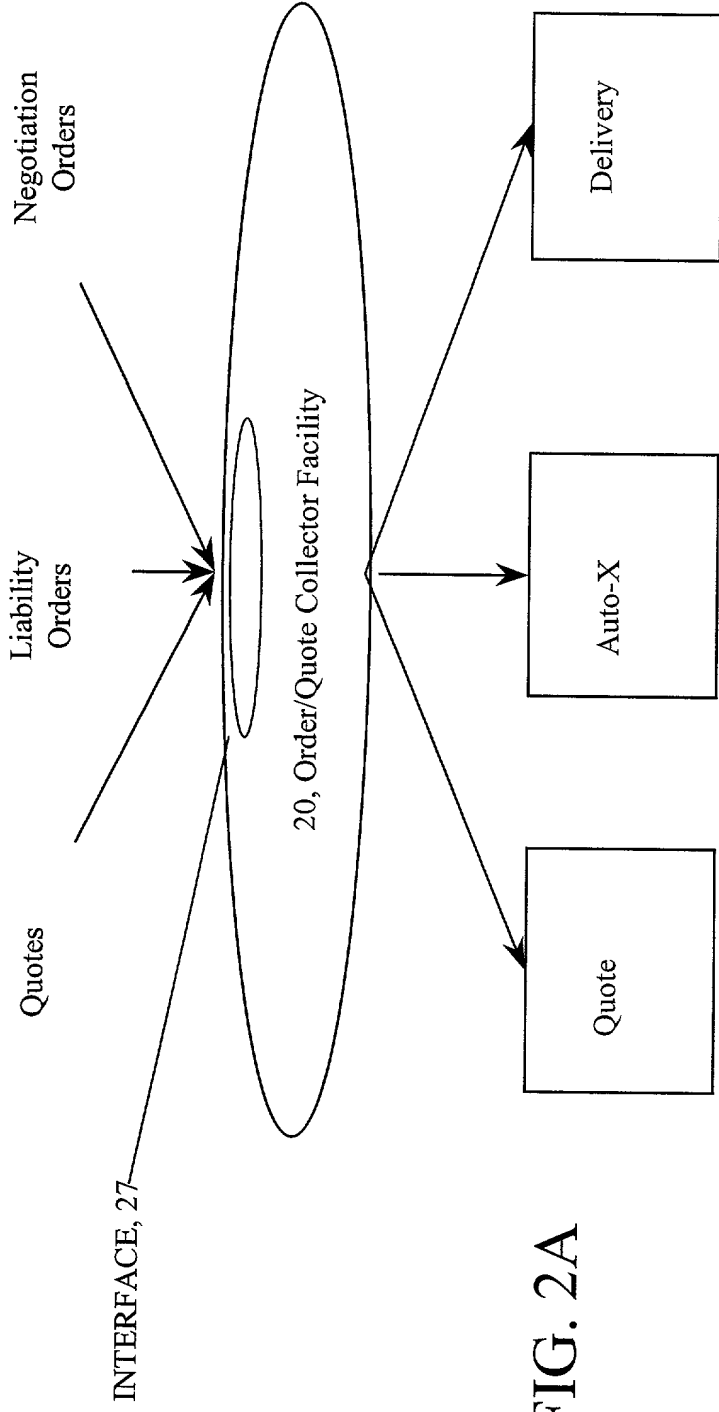 Quotes
Liability
Orders
Negotiation
Orders
INTERFACE, 27
20, Order/Quote Collector Facility
Quote
Auto-X
Delivery
FIG. 2A